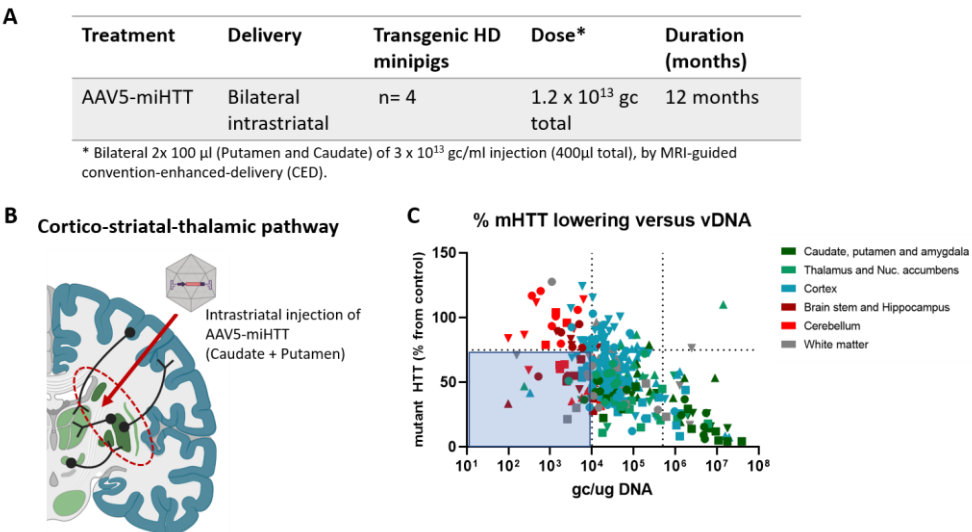 A
Treatment Delivery Transgenic HD Dose* Duration
minipigs (months)
AAV5-miHTT Bilateral n= 4 1.2 x 10¹³ gc 12 months
intrastriatal total
* Bilateral 2x 100 µl (Putamen and Caudate) of 3 x 10¹³ gc/ml injection (400µl total), by MRI-guided
convention-enhanced-delivery (CED).
B
Cortico-striatal-thalamic pathway
Intrastriatal injection of
AAV5-miHTT
(Caudate + Putamen)
C
% mHTT lowering versus vDNA
mutant HTT (% from control)
150
100
50
0
10¹ 10² 10³ 10⁴ 10⁵ 10⁶ 10⁷ 10⁸
gc/ug DNA
Caudate, putamen and amygdala
Thalamus and Nuc. accumbens
Cortex
Brain stem and Hippocampus
Cerebellum
White matter